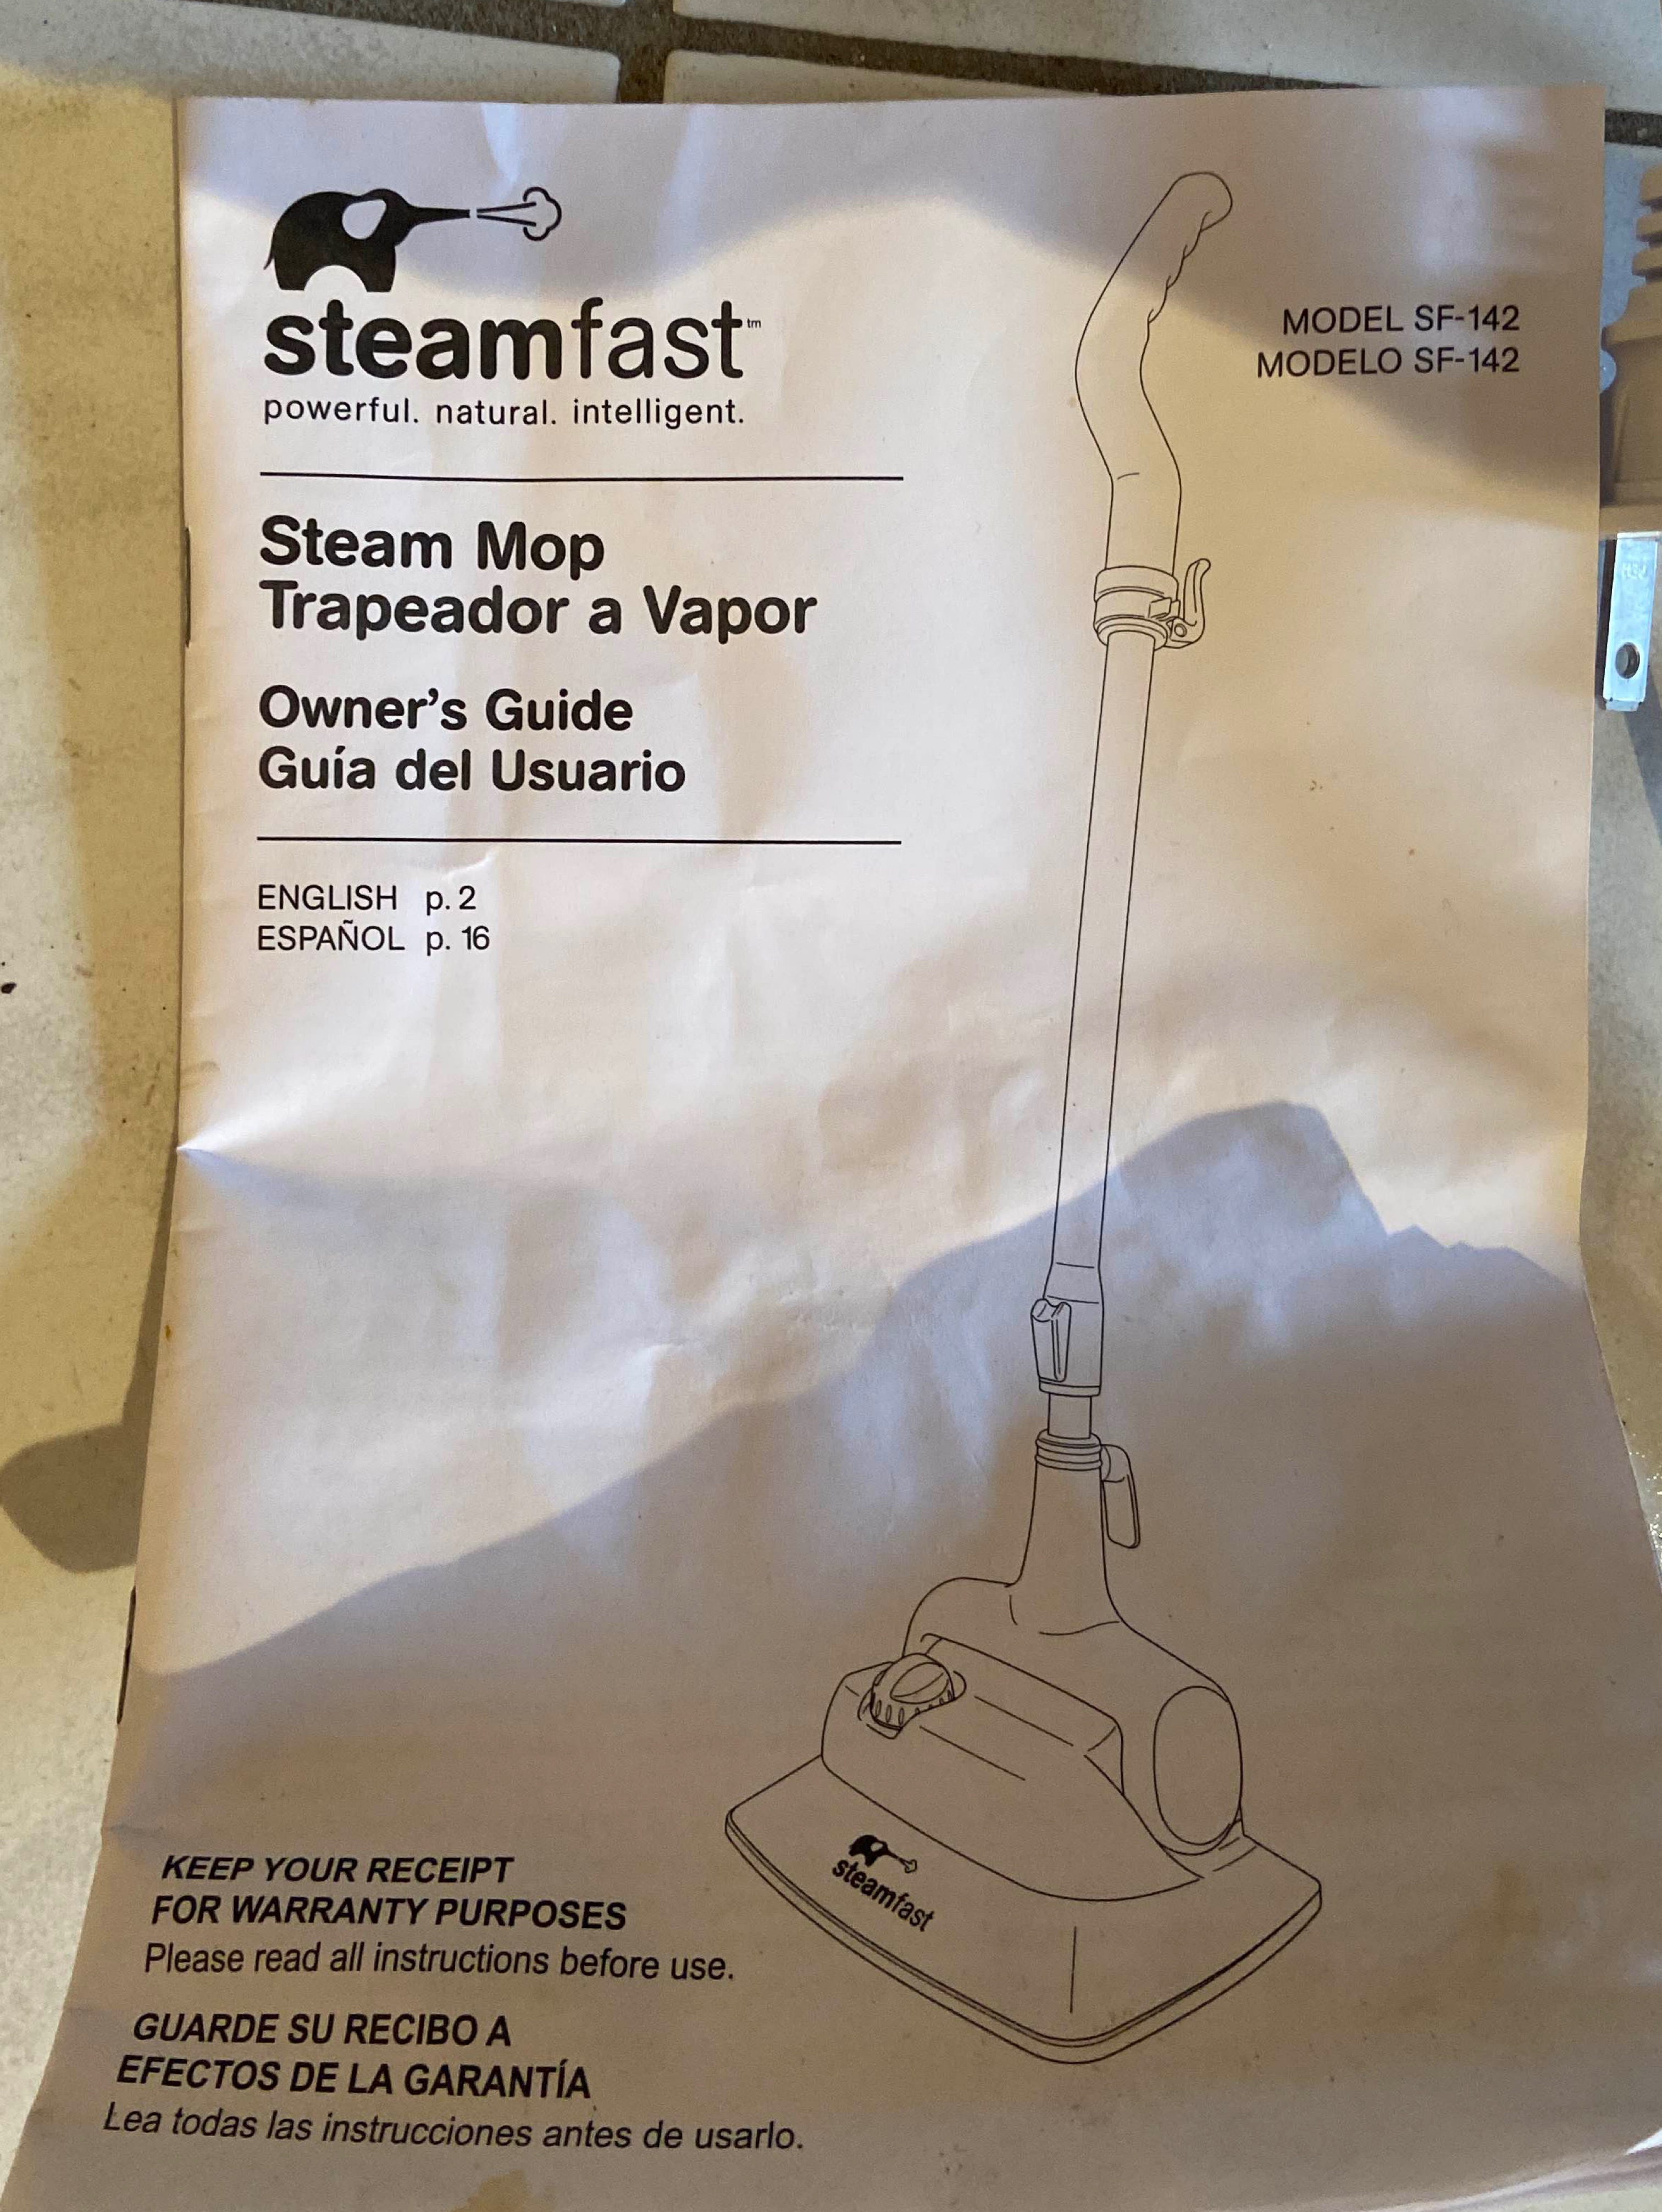 steamfast™
powerful. natural. intelligent.
MODEL SF-142
MODELO SF-142
Steam Mop
Trapeador a Vapor
Owner's Guide
Guía del Usuario
ENGLISH p. 2
ESPAÑOL p. 16
steamfast
KEEP YOUR RECEIPT
FOR WARRANTY PURPOSES
Please read all instructions before use.
GUARDE SU RECIBO A
EFECTOS DE LA GARANTÍA
Lea todas las instrucciones antes de usarlo.